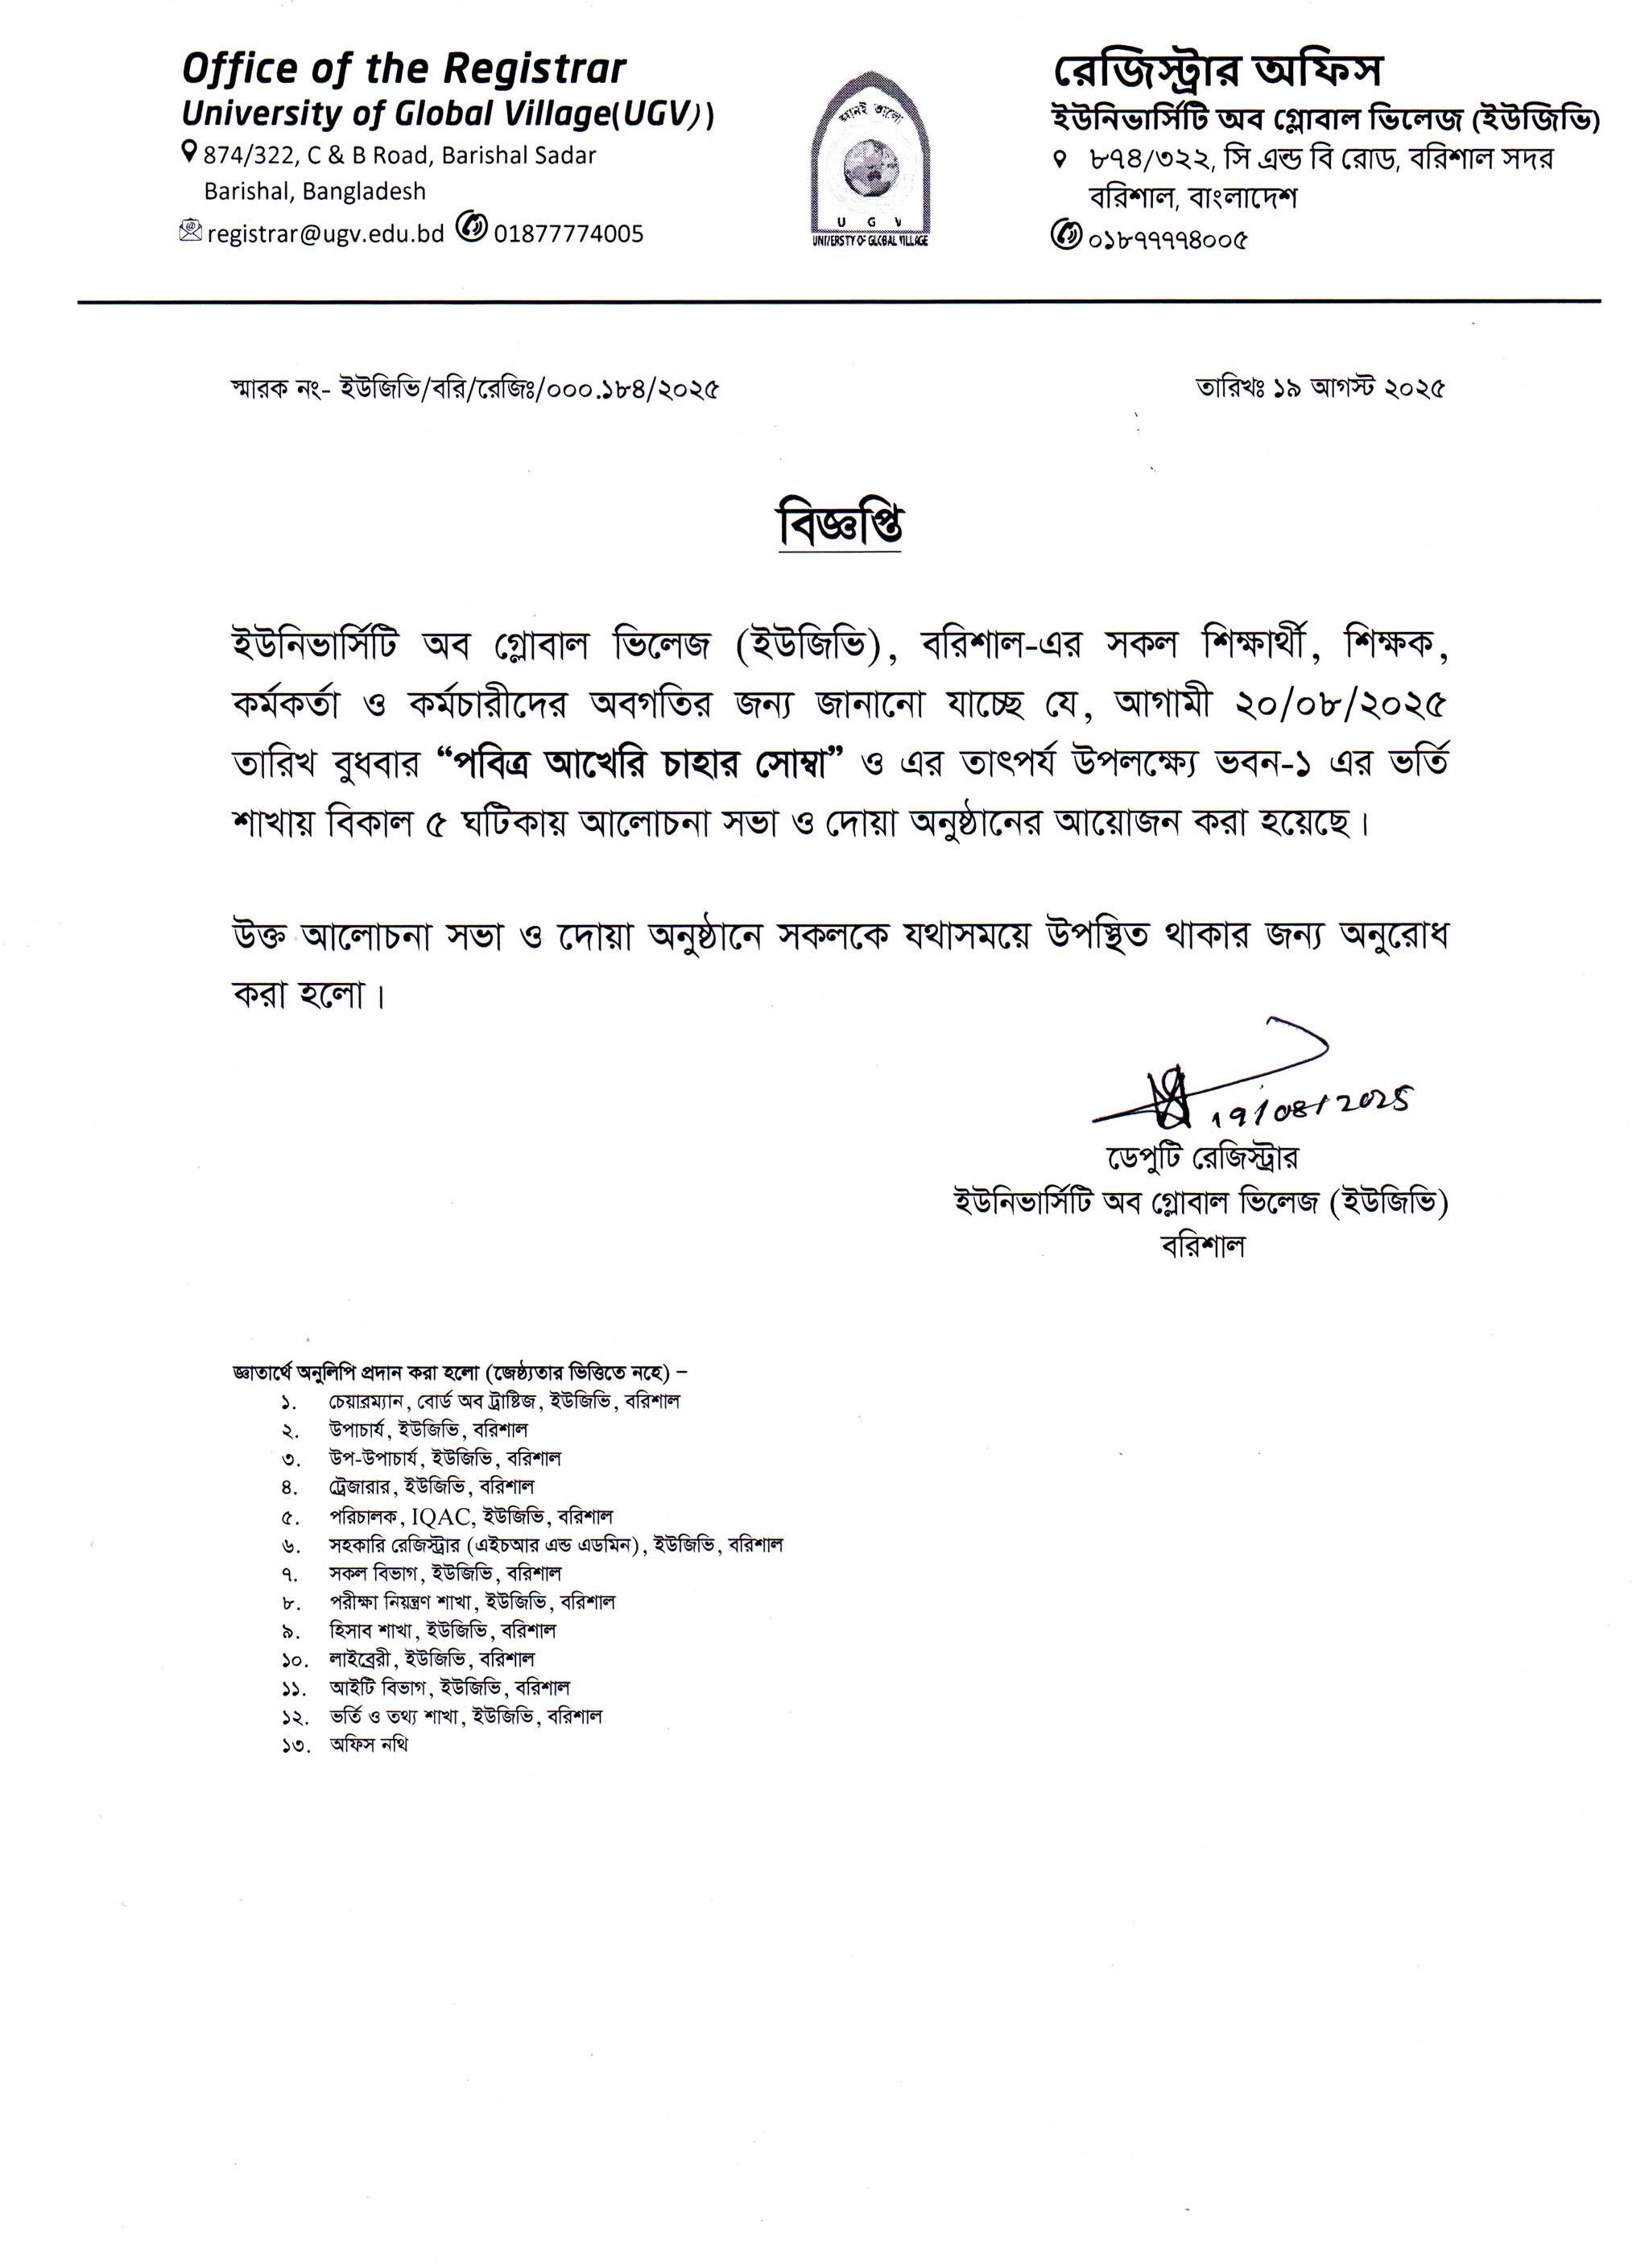 Office of the Registrar
University of Global Village(UGV))
874/322, C & B Road, Barishal Sadar
Barishal, Bangladesh
registrar@ugv.edu.bd 01877774005
U G V
UNIVERSITY OF GLOBAL VILLAGE
রেজিস্ট্রার অফিস
ইউনিভার্সিটি অব গ্লোবাল ভিলেজ (ইউজিভি)
৮৭৪/৩২২, সি এন্ড বি রোড, বরিশাল সদর
বরিশাল, বাংলাদেশ
০১৮৭৭৭৭৪০০৫
স্মারক নং- ইউজিভি/বরি/রেজিঃ/০০০.১৮৪/২০২৫
তারিখঃ ১৯ আগস্ট ২০২৫
বিজ্ঞপ্তি
ইউনিভার্সিটি অব গ্লোবাল ভিলেজ (ইউজিভি), বরিশাল-এর সকল শিক্ষার্থী, শিক্ষক,
কর্মকর্তা ও কর্মচারীদের অবগতির জন্য জানানো যাচ্ছে যে, আগামী ২০/০৮/২০২৫
তারিখ বুধবার “পবিত্র আখেরি চাহার সোম্বা” ও এর তাৎপর্য উপলক্ষ্যে ভবন-১ এর ভর্তি
শাখায় বিকাল ৫ ঘটিকায় আলোচনা সভা ও দোয়া অনুষ্ঠানের আয়োজন করা হয়েছে।
উক্ত আলোচনা সভা ও দোয়া অনুষ্ঠানে সকলকে যথাসময়ে উপস্থিত থাকার জন্য অনুরোধ
করা হলো।
19/08/2025
ডেপুটি রেজিস্ট্রার
ইউনিভার্সিটি অব গ্লোবাল ভিলেজ (ইউজিভি)
বরিশাল
জ্ঞাতার্থে অনুলিপি প্রদান করা হলো (জেষ্ঠ্যতার ভিত্তিতে নহে) –
১. চেয়ারম্যান, বোর্ড অব ট্রাষ্টিজ, ইউজিভি, বরিশাল
২. উপাচার্য, ইউজিভি, বরিশাল
৩. উপ-উপাচার্য, ইউজিভি, বরিশাল
৪. ট্রেজারার, ইউজিভি, বরিশাল
৫. পরিচালক, IQAC, ইউজিভি, বরিশাল
৬. সহকারি রেজিস্ট্রার (এইচআর এন্ড এডমিন), ইউজিভি, বরিশাল
৭. সকল বিভাগ, ইউজিভি, বরিশাল
৮. পরীক্ষা নিয়ন্ত্রণ শাখা, ইউজিভি, বরিশাল
৯. হিসাব শাখা, ইউজিভি, বরিশাল
১০. লাইব্রেরী, ইউজিভি, বরিশাল
১১. আইটি বিভাগ, ইউজিভি, বরিশাল
১২. ভর্তি ও তথ্য শাখা, ইউজিভি, বরিশাল
১৩. অফিস নথি